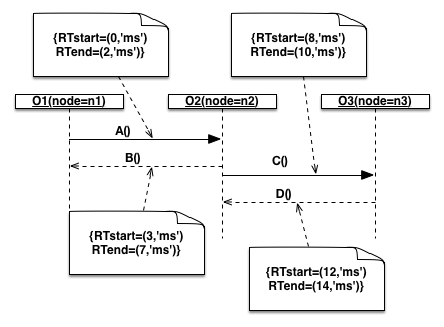 {RTstart=(0,'ms')
RTend=(2,'ms')}
{RTstart=(8,'ms')
RTend=(10,'ms')}
O1(node=n1)
O2(node=n2)
O3(node=n3)
A()
B()
C()
D()
{RTstart=(3,'ms')
RTend=(7,'ms')}
{RTstart=(12,'ms')
RTend=(14,'ms')}